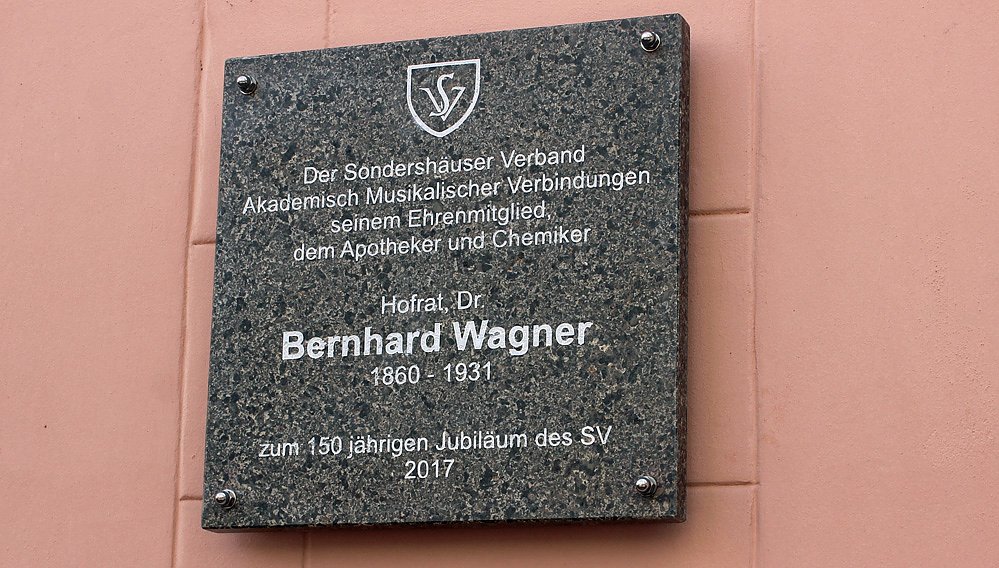 SV
Der Sondershäuser Verband
Akademisch Musikalischer Verbindungen
seinem Ehrenmitglied,
dem Apotheker und Chemiker
Hofrat, Dr.
Bernhard Wagner
1860 - 1931
zum 150 jährigen Jubiläum des SV
2017